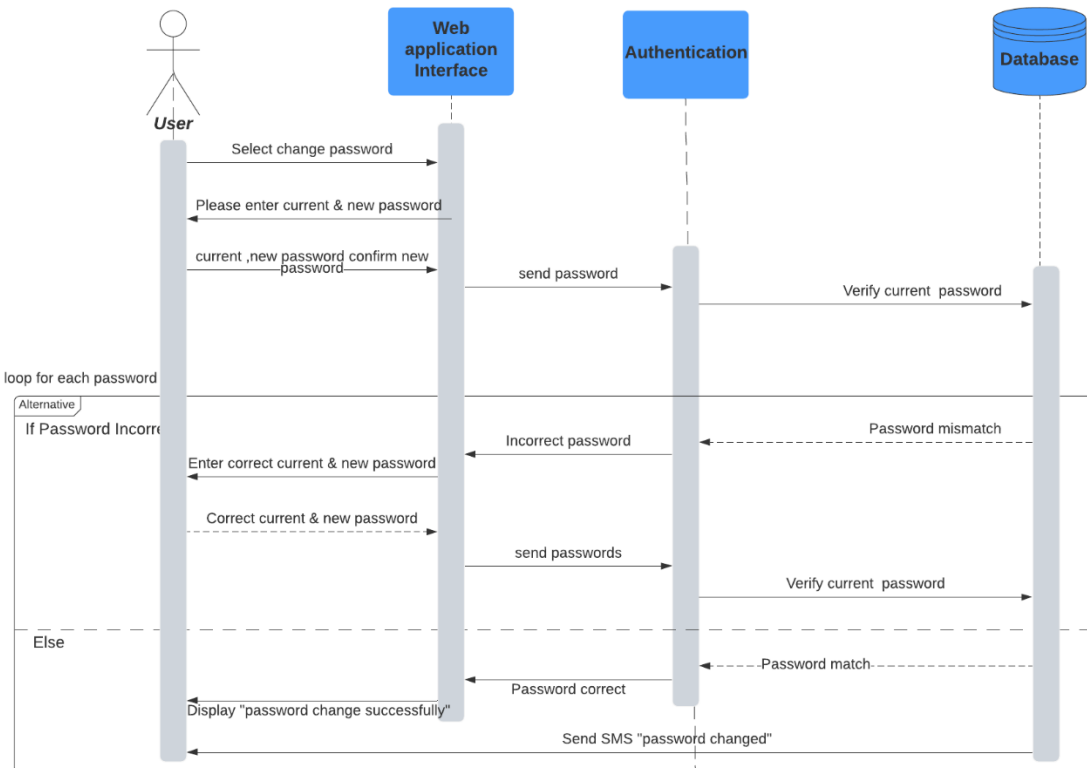 Web
application
Interface
Authentication
Database
User
Select change password
Please enter current & new password
current ,new password confirm new
password
send password
Verify current  password
loop for each password
Alternative
If Password Incorre
Password mismatch
Incorrect password
Enter correct current & new password
Correct current & new password
send passwords
Verify current  password
Else
Password match
Password correct
Display "password change successfully"
Send SMS "password changed"